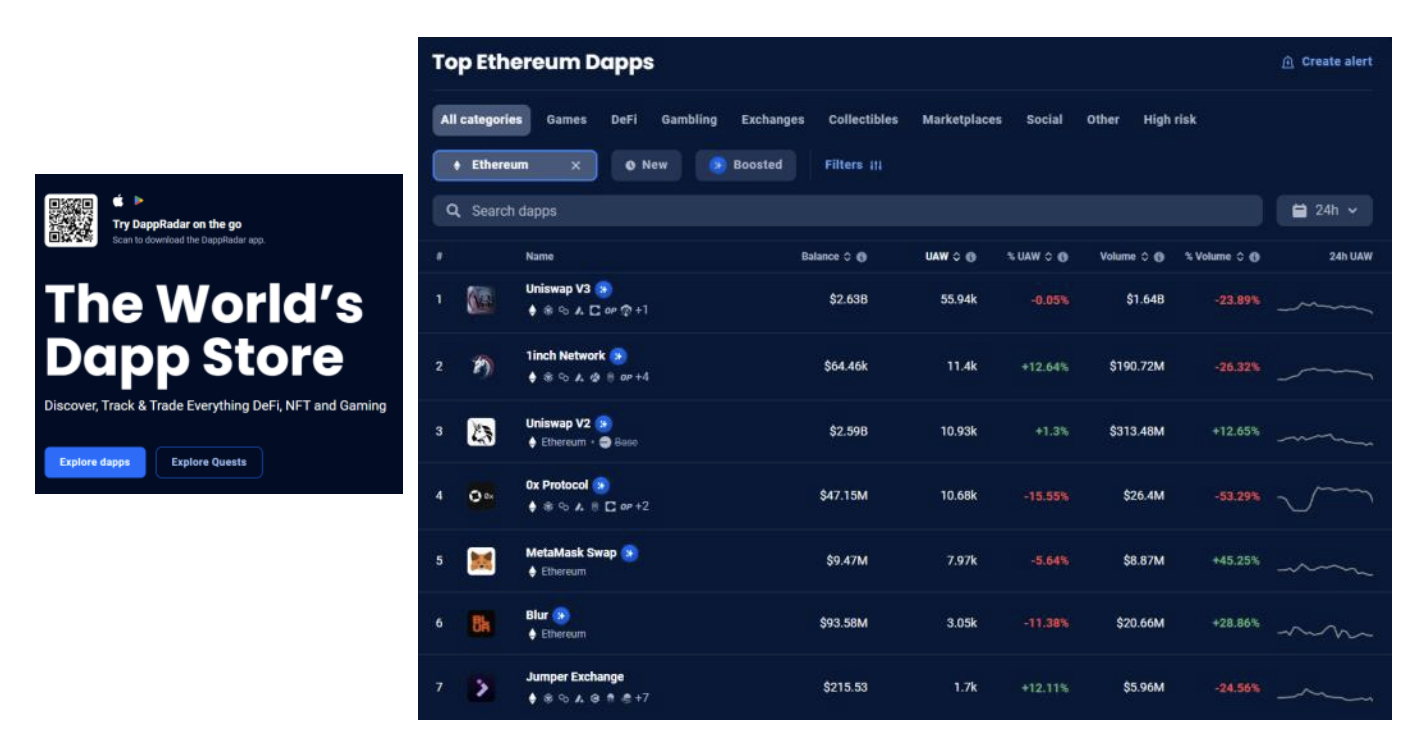 Try DappRadar on the go
Scan to download the DappRadar app.
The World's
Dapp Store
Discover, Track & Trade Everything DeFi, NFT and Gaming
Explore dapps Explore Quests
Top Ethereum Dapps Create alert
All categories Games DeFi Gambling Exchanges Collectibles Marketplaces Social Other High risk
Ethereum × New Boosted Filters
Search dapps 24h
# Name Balance UAW % UAW Volume % Volume 24h UAW
1 Uniswap V3 $2.63B 55.94k -0.05% $1.64B -23.89%
OP +1
2 1inch Network $64.46k 11.4k +12.64% $190.72M -26.32%
OP +4
3 Uniswap V2 $2.59B 10.93k +1.3% $313.48M +12.65%
Ethereum • Base
4 0x 0x Protocol $47.15M 10.68k -15.55% $26.4M -53.29%
OP +2
5 MetaMask Swap $9.47M 7.97k -5.64% $8.87M +45.25%
Ethereum
6 BLUR Blur $93.58M 3.05k -11.38% $20.66M +28.86%
Ethereum
7 Jumper Exchange $215.53 1.7k +12.11% $5.96M -24.56%
+7